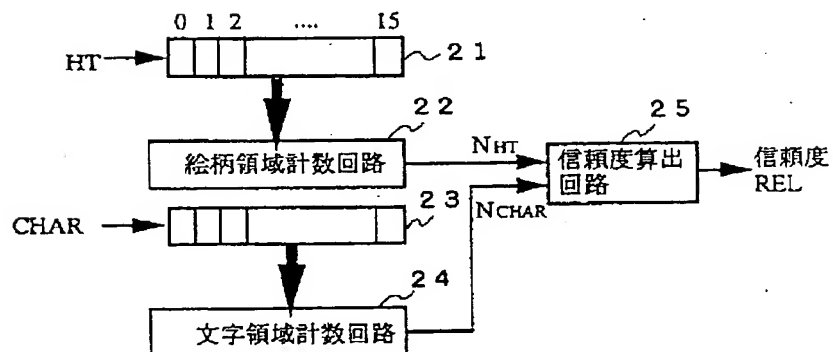 0 1 2 .... 15
HT
21
22
絵柄領域計数回路
NHT
25
信頼度算出
回路
信頼度
REL
23
CHAR
NCHAR
24
文字領域計数回路